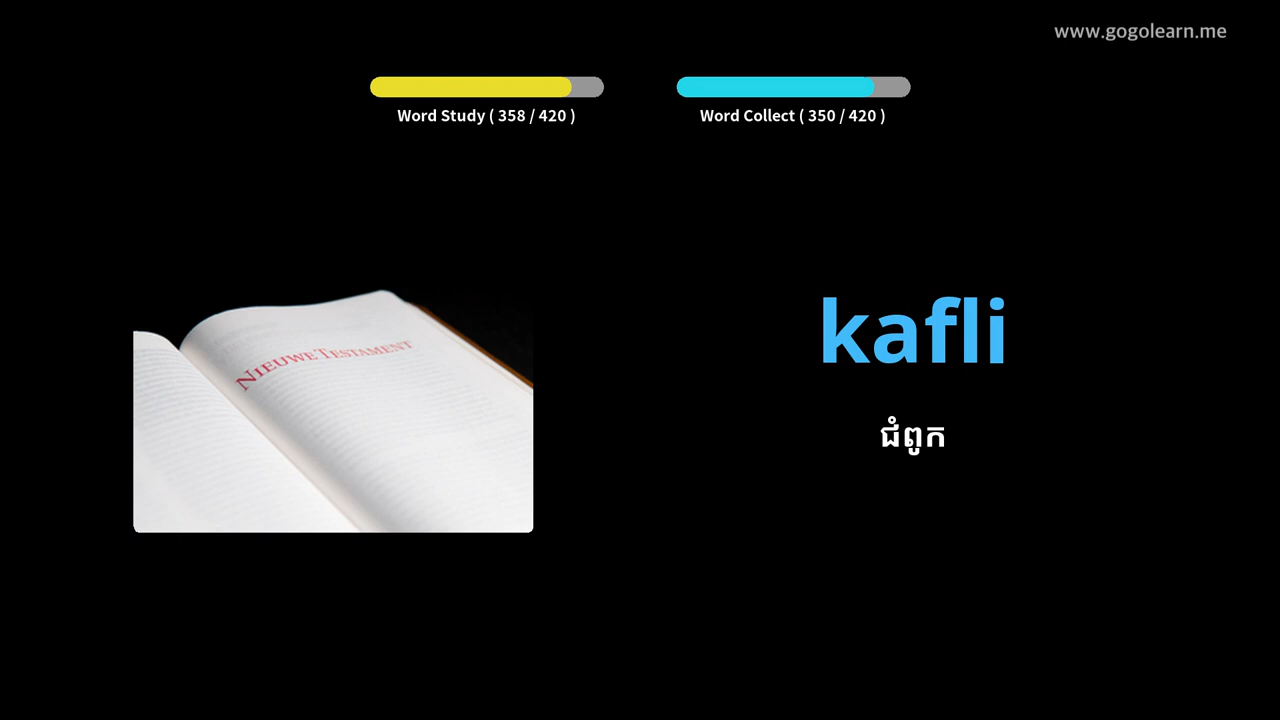 www.gogolearn.me
Word Study ( 358 / 420 )
Word Collect ( 350 / 420 )
NIEUWE TESTAMENT
kafli
ជំពូក